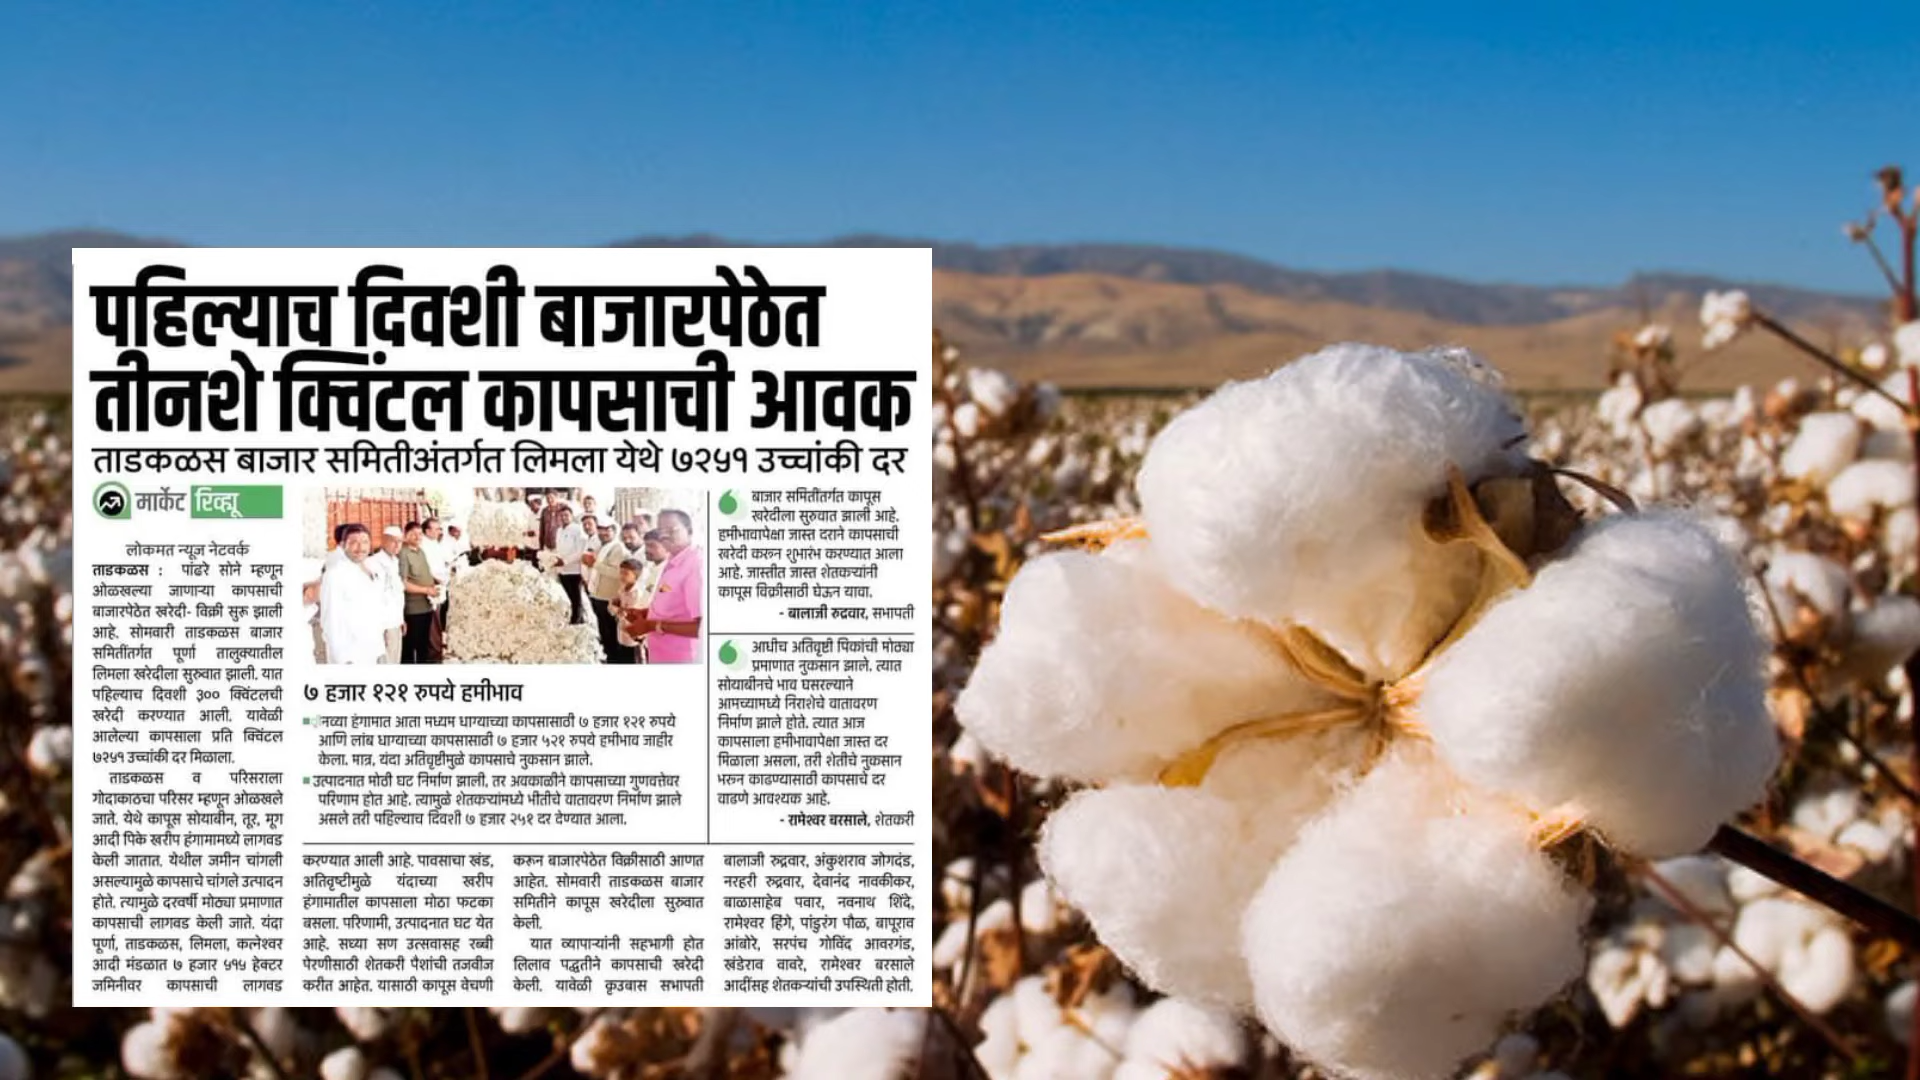 पहिल्याच दिवशी बाजारपेठेत
तीनशे क्विंटल कापसाची आवक
ताडकळस बाजार समितीअंतर्गत लिमला येथे ७२५१ उच्चांकी दर
मार्केट रिव्ह्यू
लोकमत न्यूज नेटवर्क
ताडकळस : पांढरे सोने म्हणून
ओळखल्या जाणाऱ्या कापसाची
बाजारपेठेत खरेदी- विक्री सुरू झाली
आहे. सोमवारी ताडकळस बाजार
समितींतर्गत पूर्णा तालुक्यातील
लिमला खरेदीला सुरुवात झाली. यात
पहिल्याच दिवशी ३०० क्विंटलची
खरेदी करण्यात आली. यावेळी
आलेल्या कापसाला प्रति क्विंटल
७२५१ उच्चांकी दर मिळाला.
ताडकळस व परिसराला
गोदाकाठचा परिसर म्हणून ओळखले
जाते. येथे कापूस सोयाबीन, तूर, मूग
आदी पिके खरीप हंगामामध्ये लागवड
केली जातात. येथील जमीन चांगली
असल्यामुळे कापसाचे चांगले उत्पादन
होते. त्यामुळे दरवर्षी मोठ्या प्रमाणात
कापसाची लागवड केली जाते. यंदा
पूर्णा, ताडकळस, लिमला, कानेश्वर
आदी मंडळात ७ हजार ५१५ हेक्टर
जमिनीवर कापसाची लागवड
७ हजार १२१ रुपये हमीभाव
नव्या हंगामात आता मध्यम धाग्याच्या कापसासाठी ७ हजार १२१ रुपये
आणि लांब धाग्याच्या कापसासाठी ७ हजार ५२१ रुपये हमीभाव जाहीर
केला. मात्र, यंदा अतिवृष्टीमुळे कापसाचे नुकसान झाले.
उत्पादनात मोठी घट निर्माण झाली, तर अवकाळीने कापसाच्या गुणवत्तेवर
परिणाम होत आहे. त्यामुळे शेतकऱ्यांमध्ये भीतीचे वातावरण निर्माण झाले
असले तरी पहिल्याच दिवशी ७ हजार २५१ दर देण्यात आला.
करण्यात आली आहे. पावसाचा खंड,
अतिवृष्टीमुळे यंदाच्या खरीप
हंगामातील कापसाला मोठा फटका
बसला. परिणामी, उत्पादनात घट येत
आहे. सध्या सण उत्सवासह रब्बी
पेरणीसाठी शेतकरी पैशांची तजवीज
करीत आहेत. यासाठी कापूस वेचणी
करून बाजारपेठेत विक्रीसाठी आणत
आहेत. सोमवारी ताडकळस बाजार
समितीने कापूस खरेदीला सुरुवात
केली.
यात व्यापाऱ्यांनी सहभागी होत
लिलाव पद्धतीने कापसाची खरेदी
केली. यावेळी कृउबास सभापती
बाजार समितींतर्गत कापूस
खरेदीला सुरुवात झाली आहे.
हमीभावापेक्षा जास्त दराने कापसाची
खरेदी करून शुभारंभ करण्यात आला
आहे. जास्तीत जास्त शेतकऱ्यांनी
कापूस विक्रीसाठी घेऊन यावा.
- बालाजी रुद्रवार, सभापती
आधीच अतिवृष्टी पिकांची मोठ्या
प्रमाणात नुकसान झाले. त्यात
सोयाबीनचे भाव घसरल्याने
आमच्यामध्ये निराशेचे वातावरण
निर्माण झाले होते. त्यात आज
कापसाला हमीभावापेक्षा जास्त दर
मिळाला असला, तरी शेतीचे नुकसान
भरून काढण्यासाठी कापसाचे दर
वाढणे आवश्यक आहे.
- रामेश्वर बरसाले, शेतकरी
बालाजी रुद्रवार, अंकुशराव जोगदंड,
नरहरी रुद्रवार, देवानंद नावकीकर,
बाळासाहेब पवार, नवनाथ शिंदे,
रामेश्वर हिंगे, पांडुरंग पौळ, बापूराव
आंबोरे, सरपंच गोविंद आवरगंड,
खंडेराव वावरे, रामेश्वर बरसाले
आदींसह शेतकऱ्यांची उपस्थिती होती.